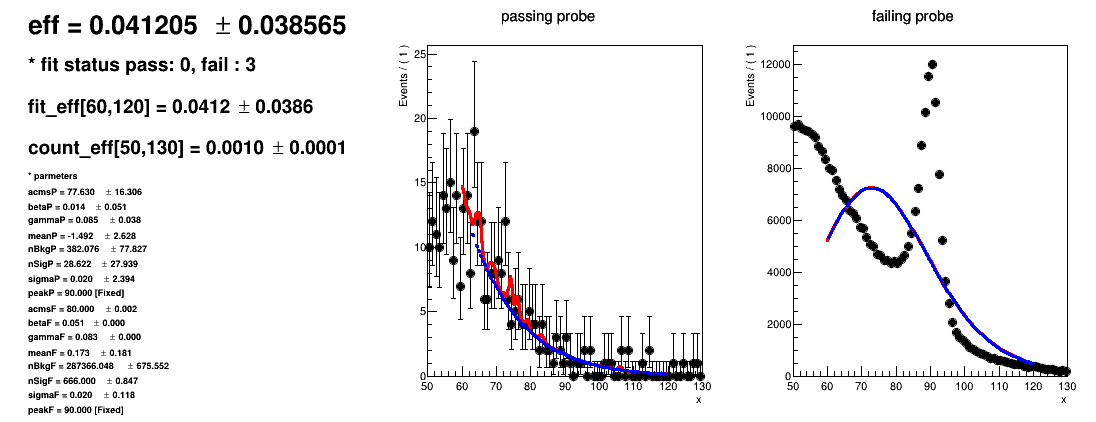 eff = 0.041205 ± 0.038565
* fit status pass: 0, fail : 3
fit_eff[60,120] = 0.0412 ± 0.0386
count_eff[50,130] = 0.0010 ± 0.0001
* parmeters
acmsP = 77.630 ± 16.306
betaP = 0.014 ± 0.051
gammaP = 0.085 ± 0.038
meanP = -1.492 ± 2.628
nBkgP = 382.076 ± 77.827
nSigP = 28.622 ± 27.939
sigmaP = 0.020 ± 2.394
peakP = 90.000 [Fixed]
acmsF = 80.000 ± 0.002
betaF = 0.051 ± 0.000
gammaF = 0.083 ± 0.000
meanF = 0.173 ± 0.181
nBkgF = 287366.048 ± 675.552
nSigF = 666.000 ± 0.847
sigmaF = 0.020 ± 0.118
peakF = 90.000 [Fixed]
passing probe
Events / ( 1 )
25
20
15
10
5
0
50 60 70 80 90 100 110 120 130
x
failing probe
Events / ( 1 )
12000
10000
8000
6000
4000
2000
0
50 60 70 80 90 100 110 120 130
x